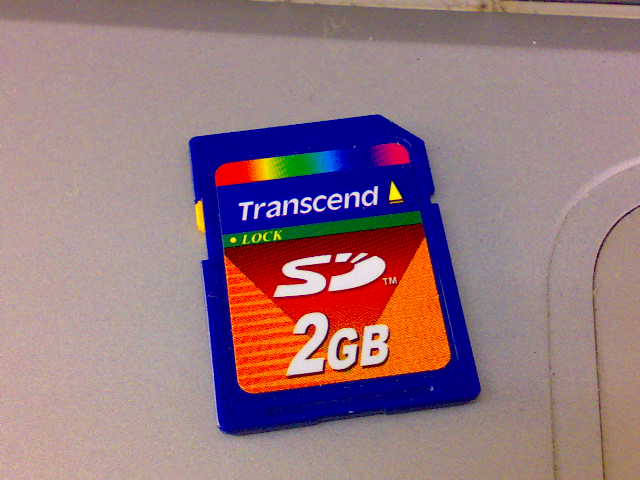 Transcend
• LOCK
SD™
2GB